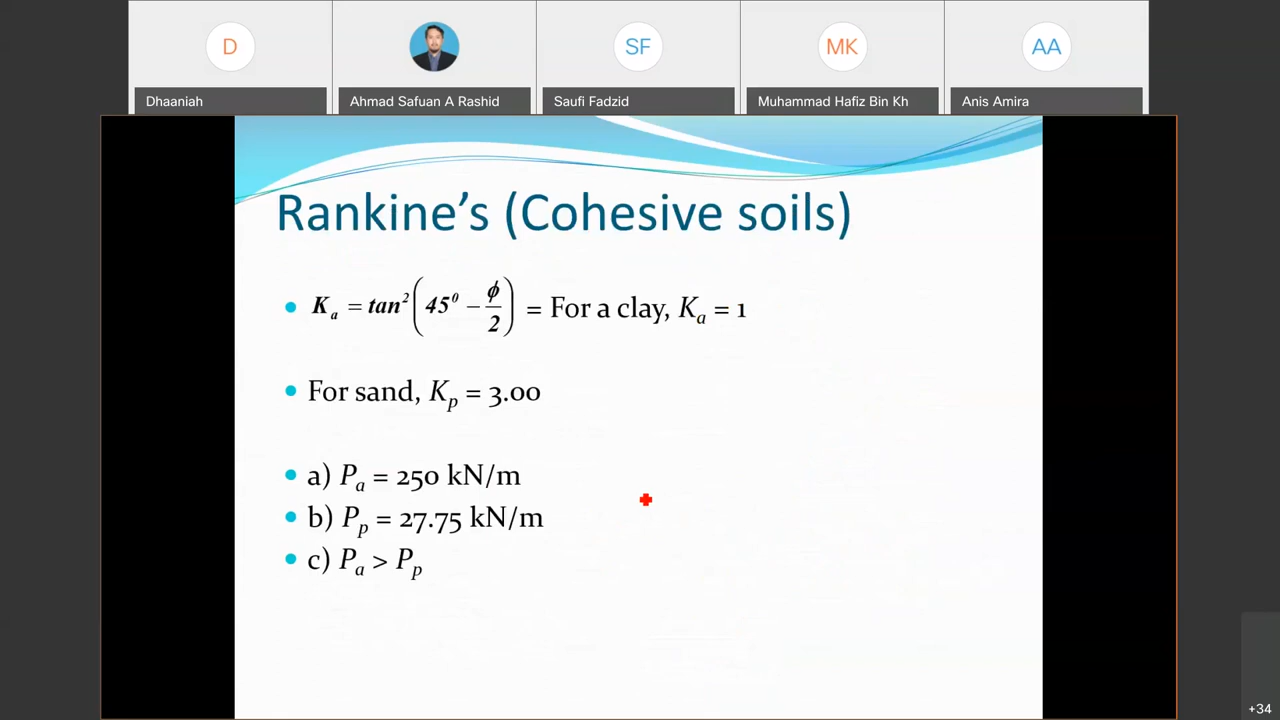 D
SF
MK
AA
Dhaaniah
Ahmad Safuan A Rashid
Saufi Fadzid
Muhammad Hafiz Bin Kh
Anis Amira
Rankine’s (Cohesive soils)
• Kₐ = tan²(45⁰ − ϕ/2) = For a clay, Kₐ = 1
• For sand, Kₚ = 3.00
• a) Pₐ = 250 kN/m
• b) Pₚ = 27.75 kN/m
• c) Pₐ > Pₚ
+34